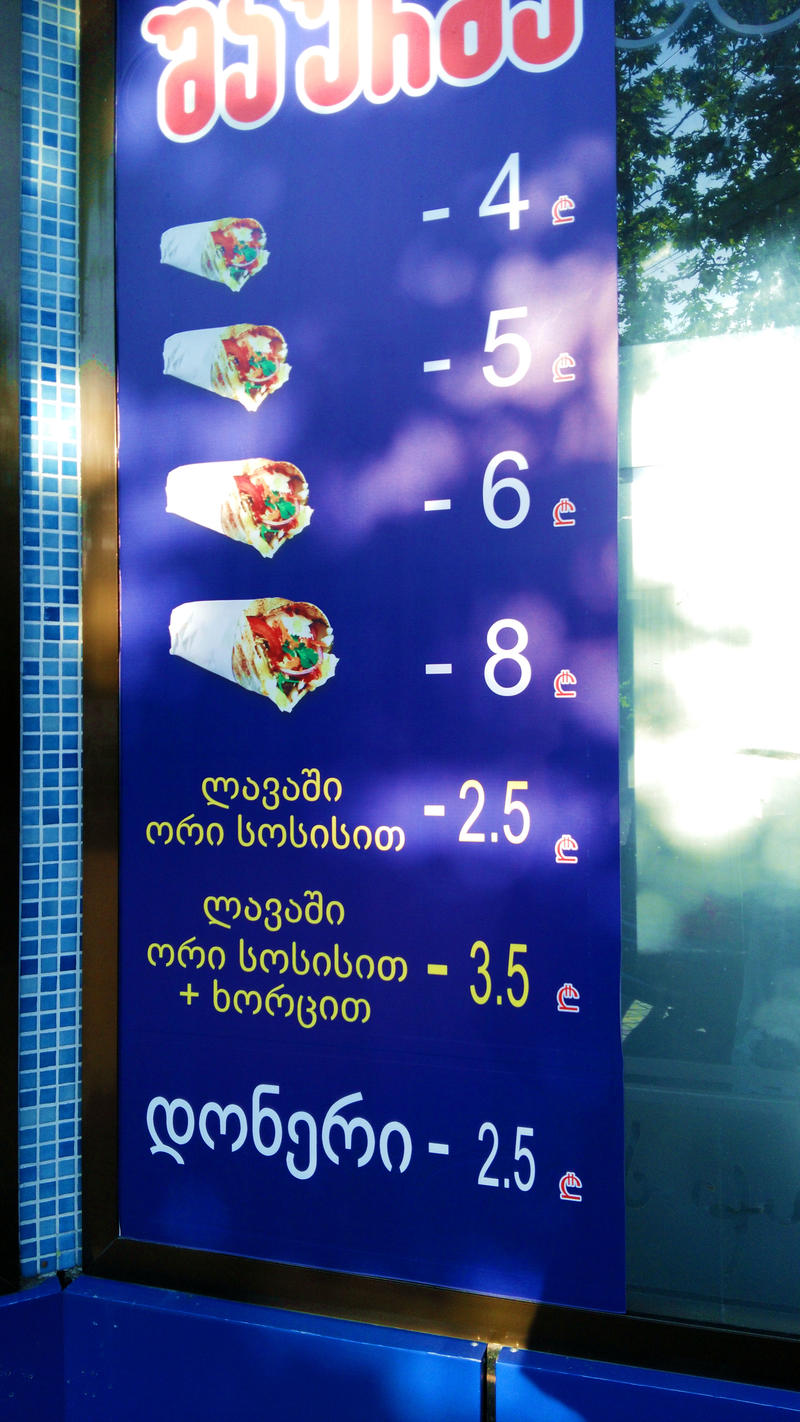 შაურმა
- 4 ₾
- 5 ₾
- 6 ₾
- 8 ₾
ლავაში
ორი სოსისით - 2.5 ₾
ლავაში
ორი სოსისით - 3.5 ₾
+ ხორცით
დონერი - 2.5 ₾